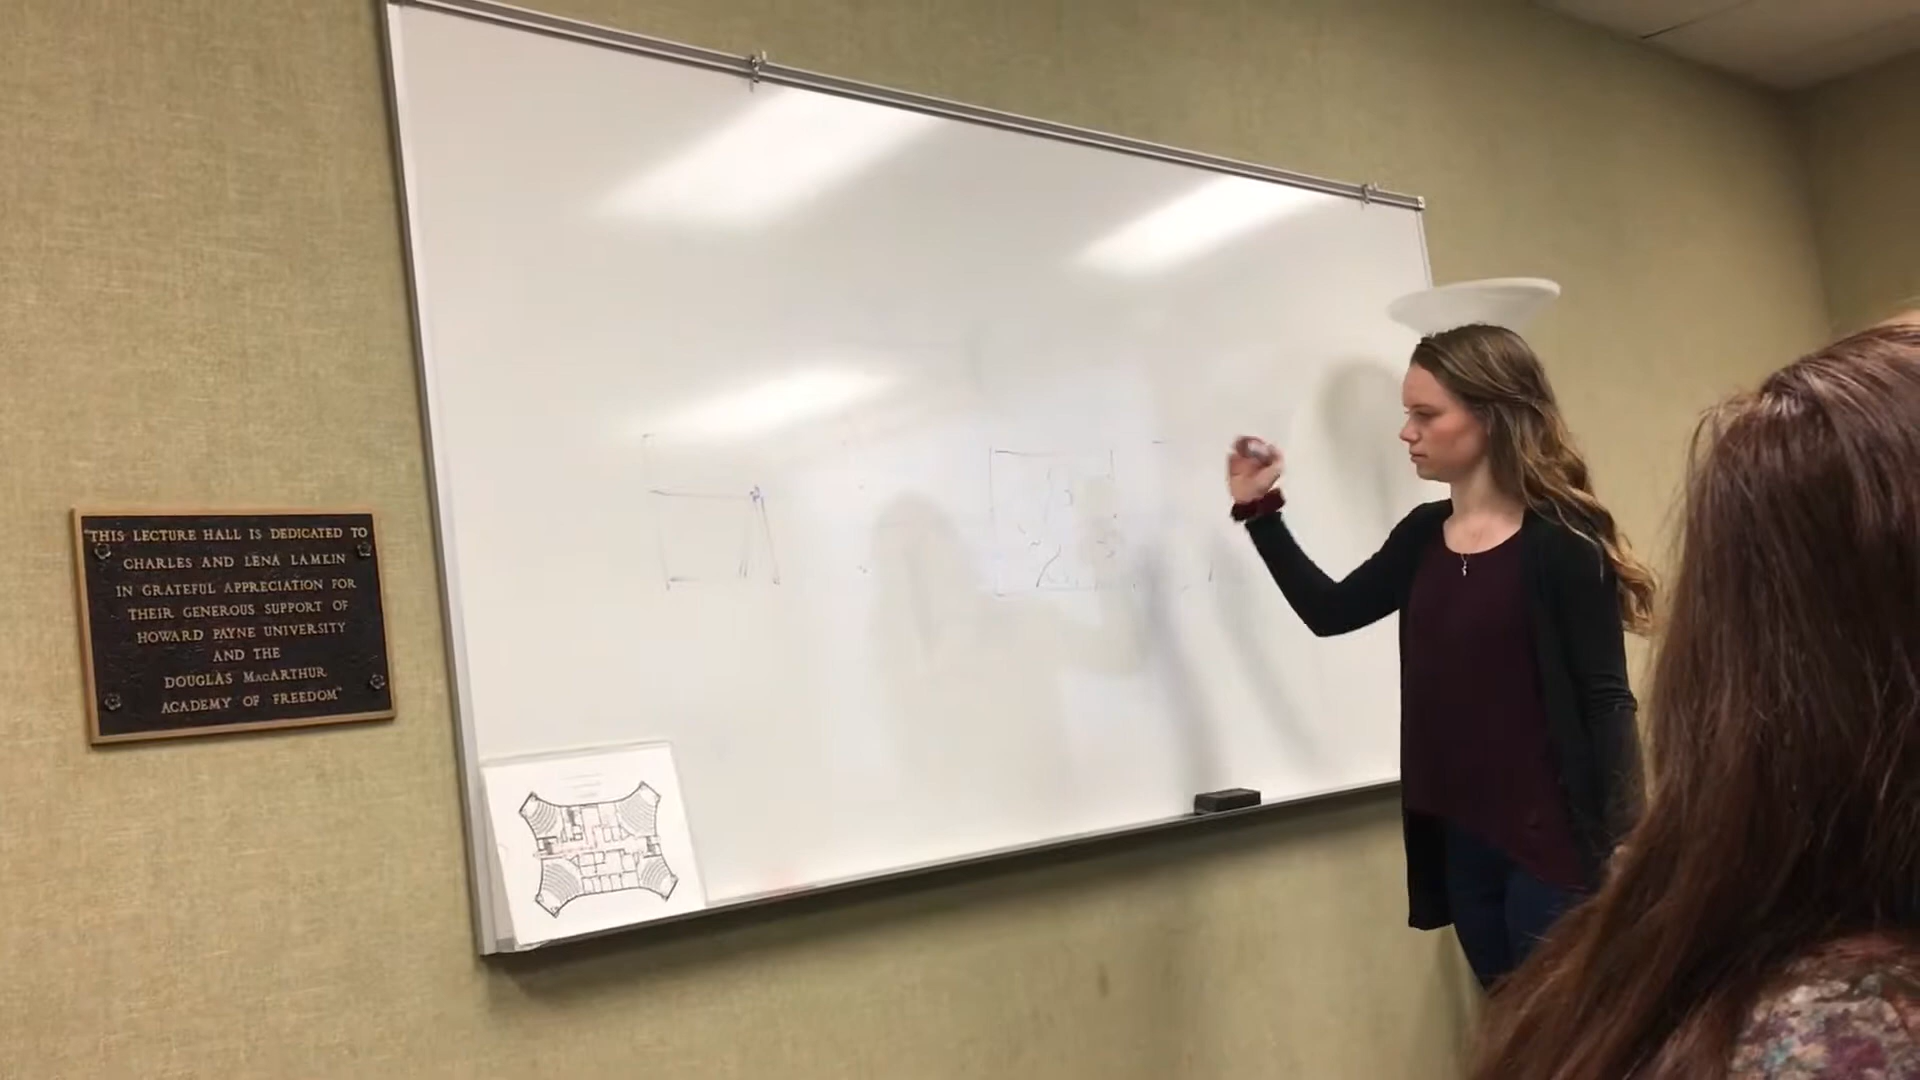 "THIS LECTURE HALL IS DEDICATED TO
CHARLES AND LENA LAMKIN
IN GRATEFUL APPRECIATION FOR
THEIR GENEROUS SUPPORT OF
HOWARD PAYNE UNIVERSITY
AND THE
DOUGLAS MACARTHUR
ACADEMY OF FREEDOM"